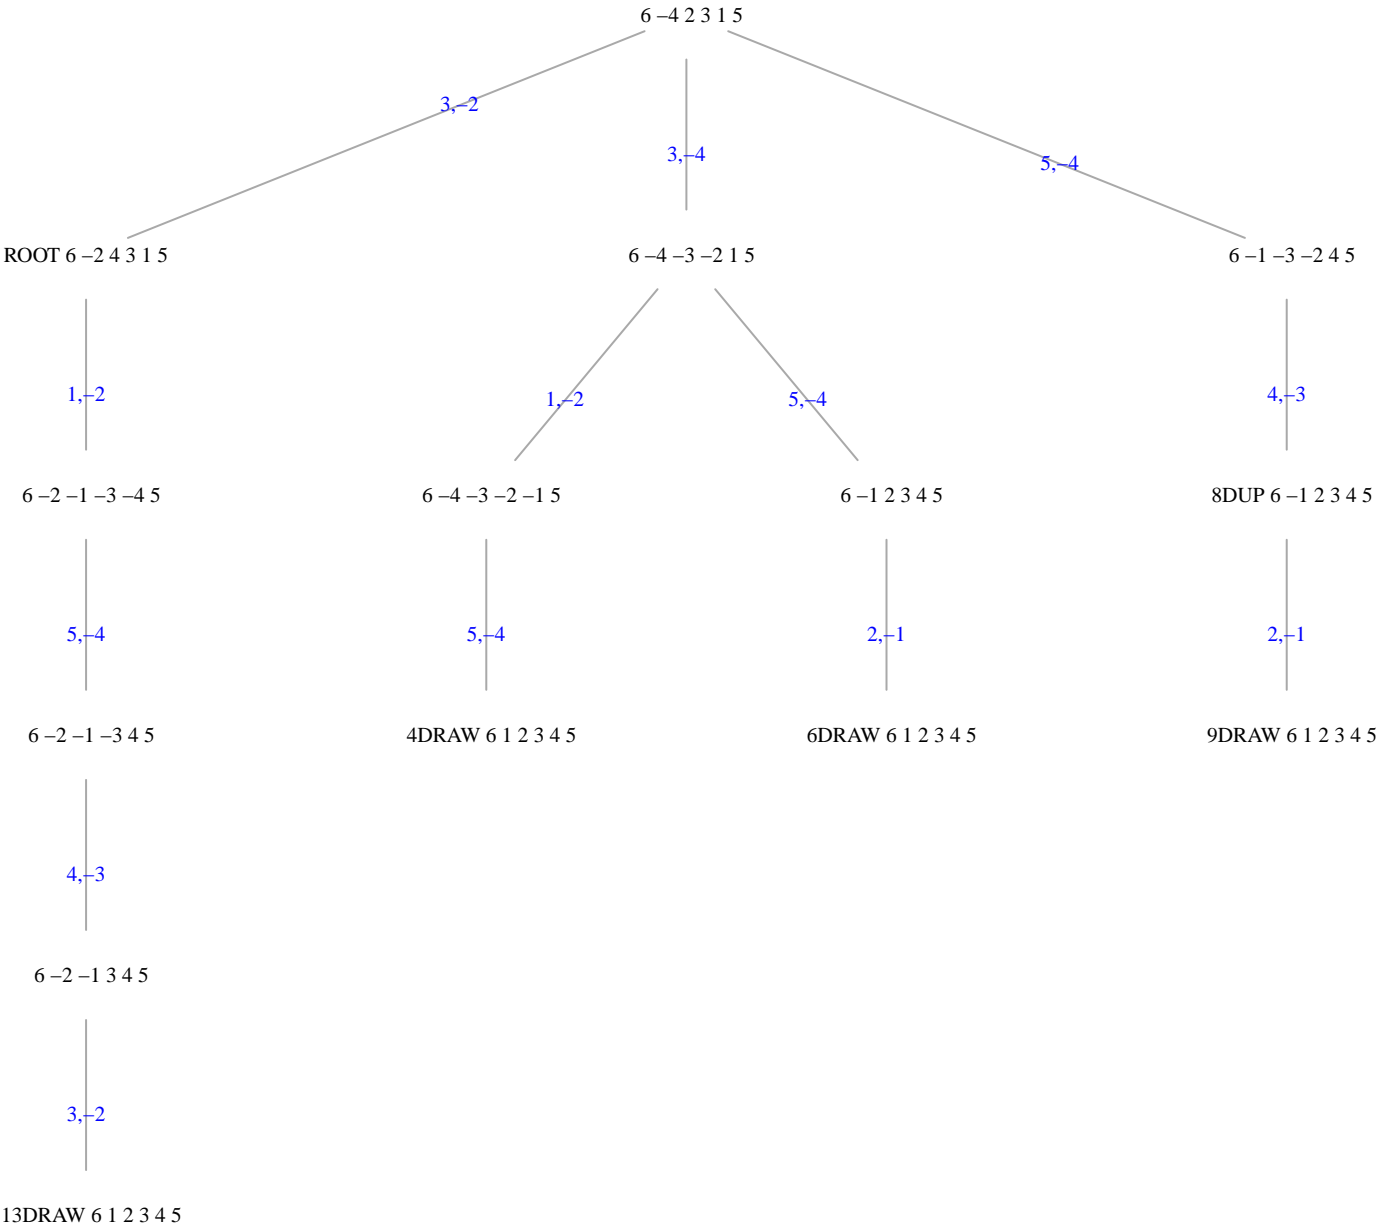 6 –4 2 3 1 5
3,–2
3,–4
5,–4
ROOT 6 –2 4 3 1 5
6 –4 –3 –2 1 5
6 –1 –3 –2 4 5
1,–2
1,–2
5,–4
4,–3
6 –2 –1 –3 –4 5
6 –4 –3 –2 –1 5
6 –1 2 3 4 5
8DUP 6 –1 2 3 4 5
5,–4
5,–4
2,–1
2,–1
6 –2 –1 –3 4 5
4DRAW 6 1 2 3 4 5
6DRAW 6 1 2 3 4 5
9DRAW 6 1 2 3 4 5
4,–3
6 –2 –1 3 4 5
3,–2
13DRAW 6 1 2 3 4 5